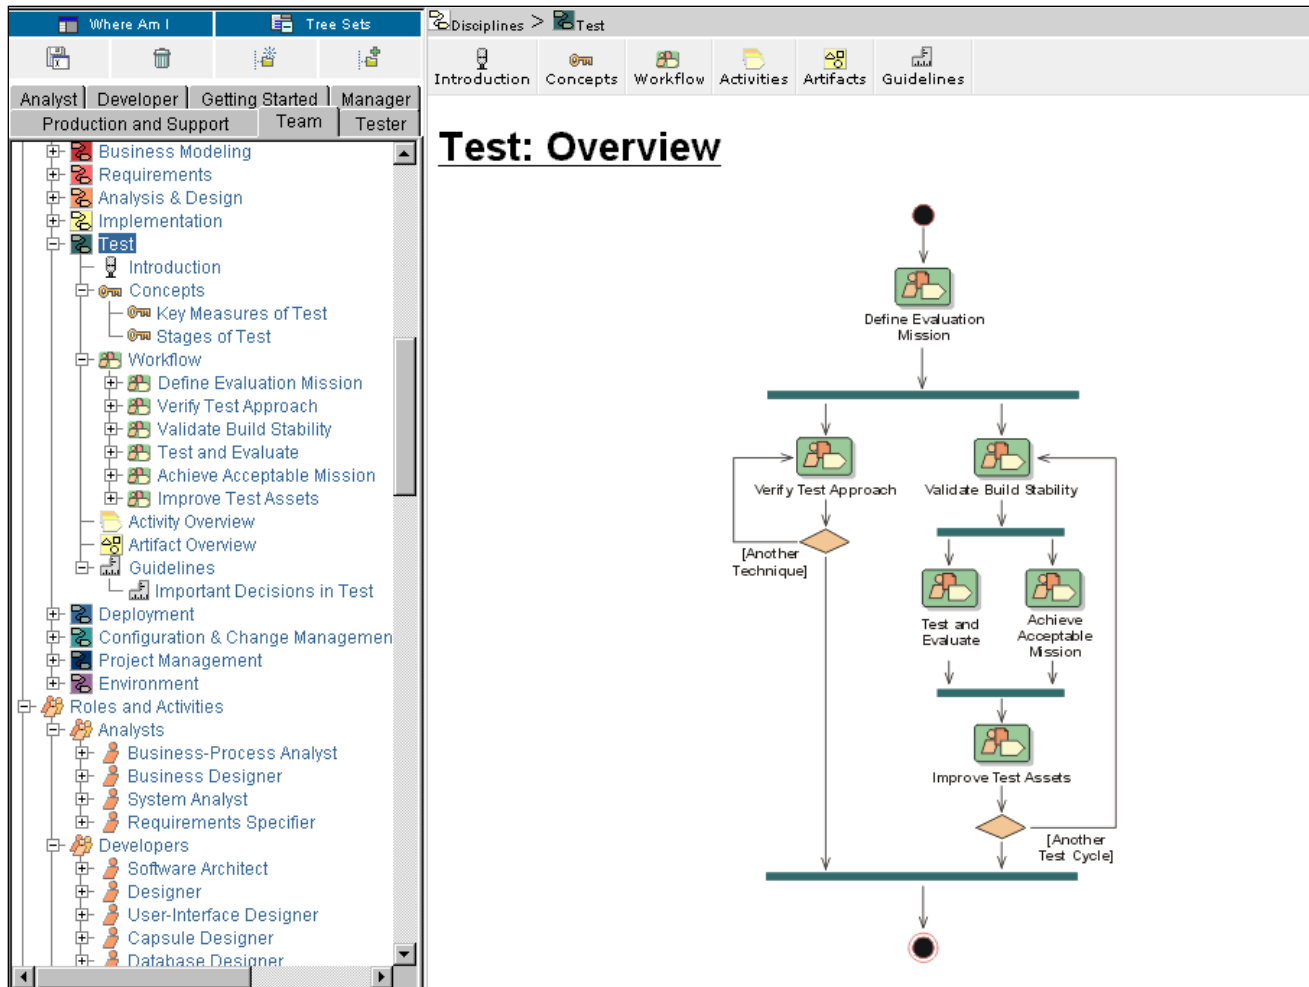 Where Am I
Tree Sets
Analyst
Developer
Getting Started
Manager
Production and Support
Team
Tester
Business Modeling
Requirements
Analysis & Design
Implementation
Test
Introduction
Concepts
Key Measures of Test
Stages of Test
Workflow
Define Evaluation Mission
Verify Test Approach
Validate Build Stability
Test and Evaluate
Achieve Acceptable Mission
Improve Test Assets
Activity Overview
Artifact Overview
Guidelines
Important Decisions in Test
Deployment
Configuration & Change Managemen
Project Management
Environment
Roles and Activities
Analysts
Business-Process Analyst
Business Designer
System Analyst
Requirements Specifier
Developers
Software Architect
Designer
User-Interface Designer
Capsule Designer
Database Designer
Disciplines > Test
Introduction
Concepts
Workflow
Activities
Artifacts
Guidelines
Test: Overview
Define Evaluation
Mission
Verify Test Approach
Validate Build Stability
[Another
Technique]
Test and
Evaluate
Achieve
Acceptable
Mission
Improve Test Assets
[Another
Test Cycle]